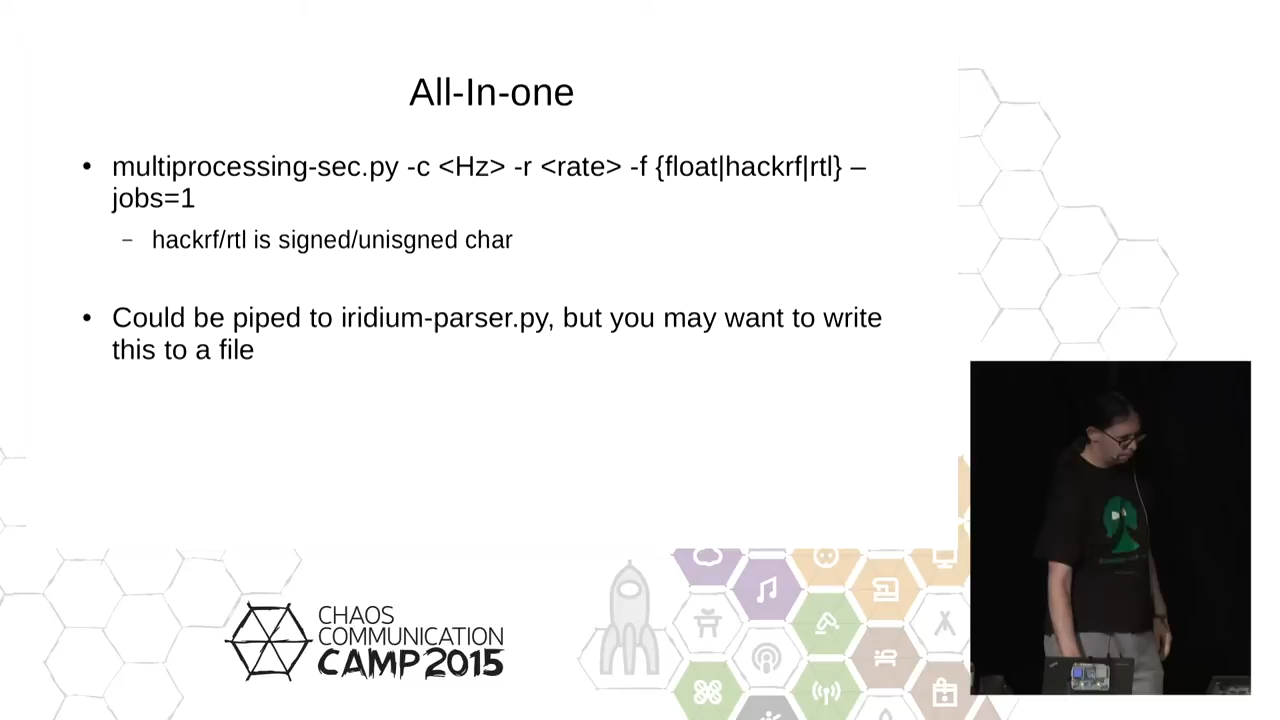 All-In-one
• multiprocessing-sec.py -c <Hz> -r <rate> -f {float|hackrf|rtl} –
jobs=1
– hackrf/rtl is signed/unisgned char
• Could be piped to iridium-parser.py, but you may want to write
this to a file
CHAOS
COMMUNICATION
CAMP 2015